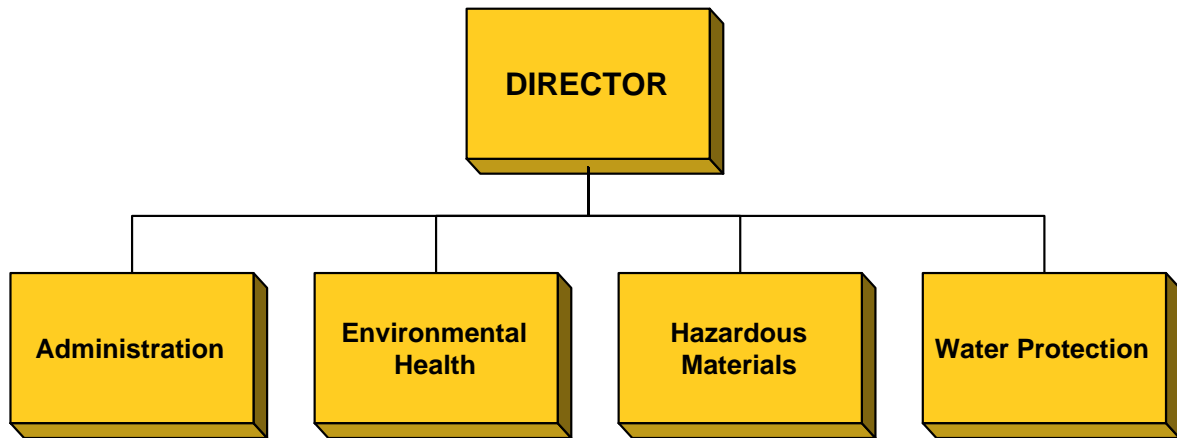 DIRECTOR
Administration
Environmental
Health
Hazardous
Materials
Water Protection